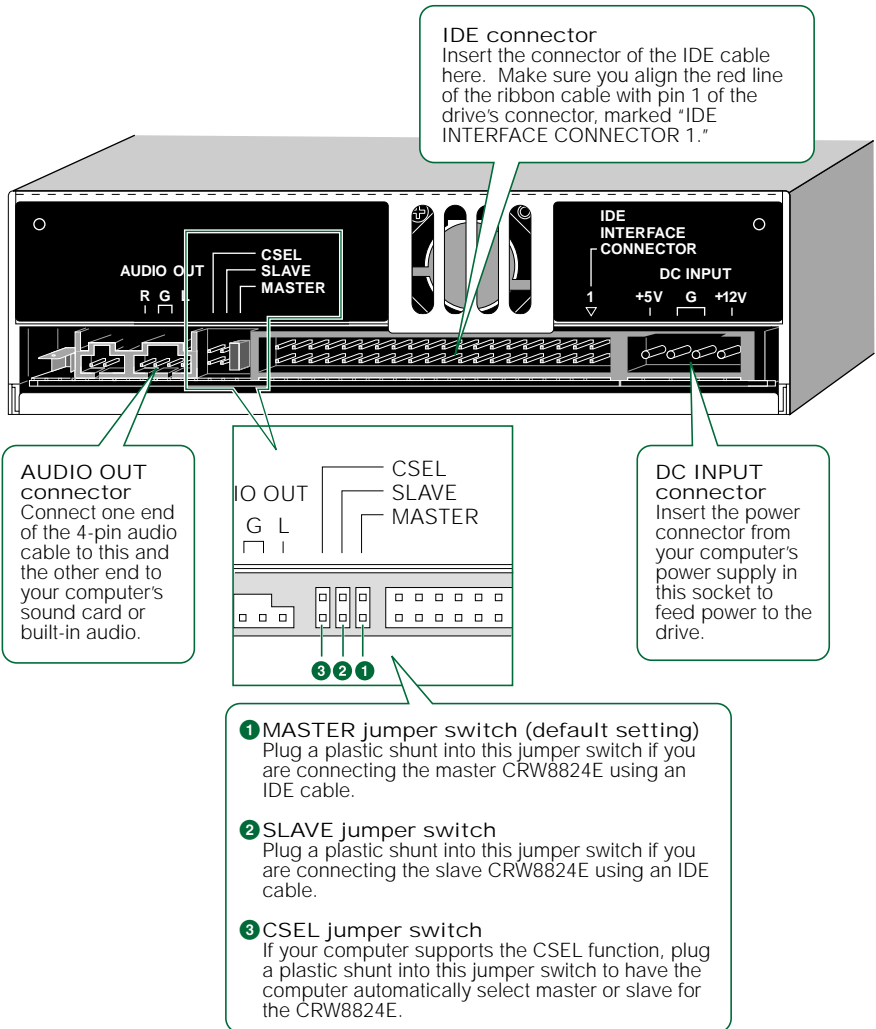 IDE connector
Insert the connector of the IDE cable
here. Make sure you align the red line
of the ribbon cable with pin 1 of the
drive's connector, marked "IDE
INTERFACE CONNECTOR 1."
IDE
INTERFACE
CONNECTOR
DC INPUT
1 +5V G +12V
CSEL
SLAVE
MASTER
AUDIO OUT
R G L
AUDIO OUT
connector
Connect one end
of the 4-pin audio
cable to this and
the other end to
your computer's
sound card or
built-in audio.
CSEL
IO OUT SLAVE
G L MASTER
3 2 1
DC INPUT
connector
Insert the power
connector from
your computer's
power supply in
this socket to
feed power to the
drive.
1 MASTER jumper switch (default setting)
Plug a plastic shunt into this jumper switch if you
are connecting the master CRW8824E using an
IDE cable.
2 SLAVE jumper switch
Plug a plastic shunt into this jumper switch if you
are connecting the slave CRW8824E using an IDE
cable.
3 CSEL jumper switch
If your computer supports the CSEL function, plug
a plastic shunt into this jumper switch to have the
computer automatically select master or slave for
the CRW8824E.